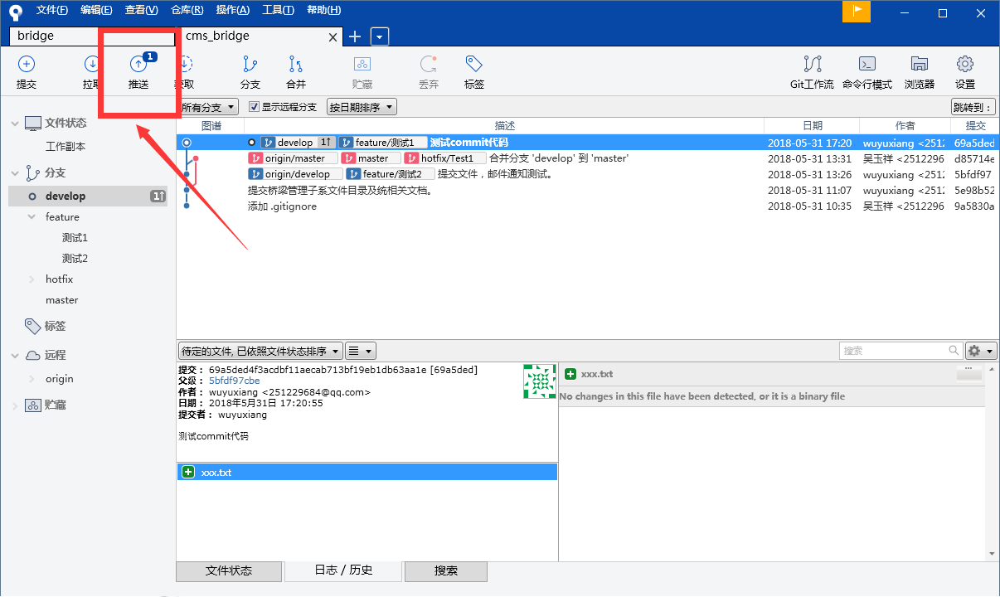 文件(F) 编辑(E) 查看(V) 仓库(R) 操作(A) 工具(T) 帮助(H)
bridge cms_bridge
1
提交 拉取 推送 获取 分支 合并 贮藏 丢弃 标签 Git工作流 命令行模式 浏览器 设置
所有分支 显示远程分支 按日期排序 跳转到：
图谱 描述 日期 作者 提交
develop 1↑ feature/测试1 测试commit代码 2018-05-31 17:20 wuyuxiang <2512 69a5ded
origin/master master hotfix/Test1 合并分支 'develop' 到 'master' 2018-05-31 13:31 吴玉祥 <2512296 d85714e
origin/develop feature/测试2 提交文件，邮件通知测试。 2018-05-31 13:26 wuyuxiang <2512 5bfdf97
提交桥梁管理子系文件目录及统相关文档。 2018-05-31 11:07 wuyuxiang <2512 5e98b52
添加 .gitignore 2018-05-31 10:35 吴玉祥 <2512296 9a5830a
文件状态
工作副本
分支
develop 1↑
feature
测试1
测试2
hotfix
master
标签
远程
origin
贮藏
待定的文件, 已依照文件状态排序 搜索
提交： 69a5ded4f3acdbf11aecab713bf19eb1db63aa1e [69a5ded]
父级： 5bfdf97cbe
作者： wuyuxiang <251229684@qq.com>
日期： 2018年5月31日 17:20:55
提交者： wuyuxiang
测试commit代码
xxx.txt
xxx.txt
No changes in this file have been detected, or it is a binary file
文件状态 日志 / 历史 搜索